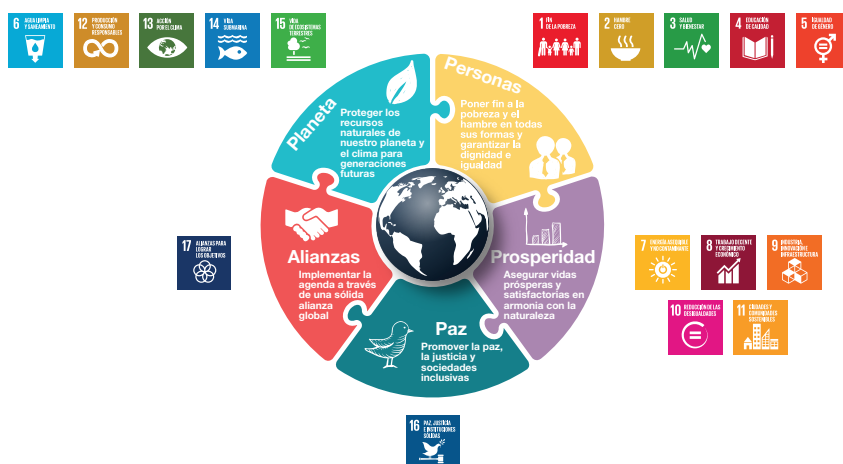 6 AGUA LIMPIA
Y SANEAMIENTO
12 PRODUCCIÓN
Y CONSUMO
RESPONSABLES
13 ACCIÓN
POR EL CLIMA
14 VIDA
SUBMARINA
15 VIDA
DE ECOSISTEMAS
TERRESTRES
1 FIN
DE LA POBREZA
2 HAMBRE
CERO
3 SALUD
Y BIENESTAR
4 EDUCACIÓN
DE CALIDAD
5 IGUALDAD
DE GÉNERO
Planeta
Proteger los
recursos
naturales de
nuestro planeta y
el clima para
generaciones
futuras
Personas
Poner fin a la
pobreza y el
hambre en todas
sus formas y
garantizar la
dignidad e
igualdad
17 ALIANZAS PARA
LOGRAR
LOS OBJETIVOS
Alianzas
Implementar la
agenda a través
de una sólida
alianza
global
Prosperidad
Asegurar vidas
prósperas y
satisfactorias en
armonia con la
naturaleza
7 ENERGÍA ASEQUIBLE
Y NO CONTAMINANTE
8 TRABAJO DECENTE
Y CRECIMIENTO
ECONÓMICO
9 INDUSTRIA,
INNOVACIÓN E
INFRAESTRUCTURA
10 REDUCCIÓN DE LAS
DESIGUALDADES
11 CIUDADES Y
COMUNIDADES
SOSTENIBLES
Paz
Promover la paz,
la justicia y
sociedades
inclusivas
16 PAZ, JUSTICIA
E INSTITUCIONES
SÓLIDAS